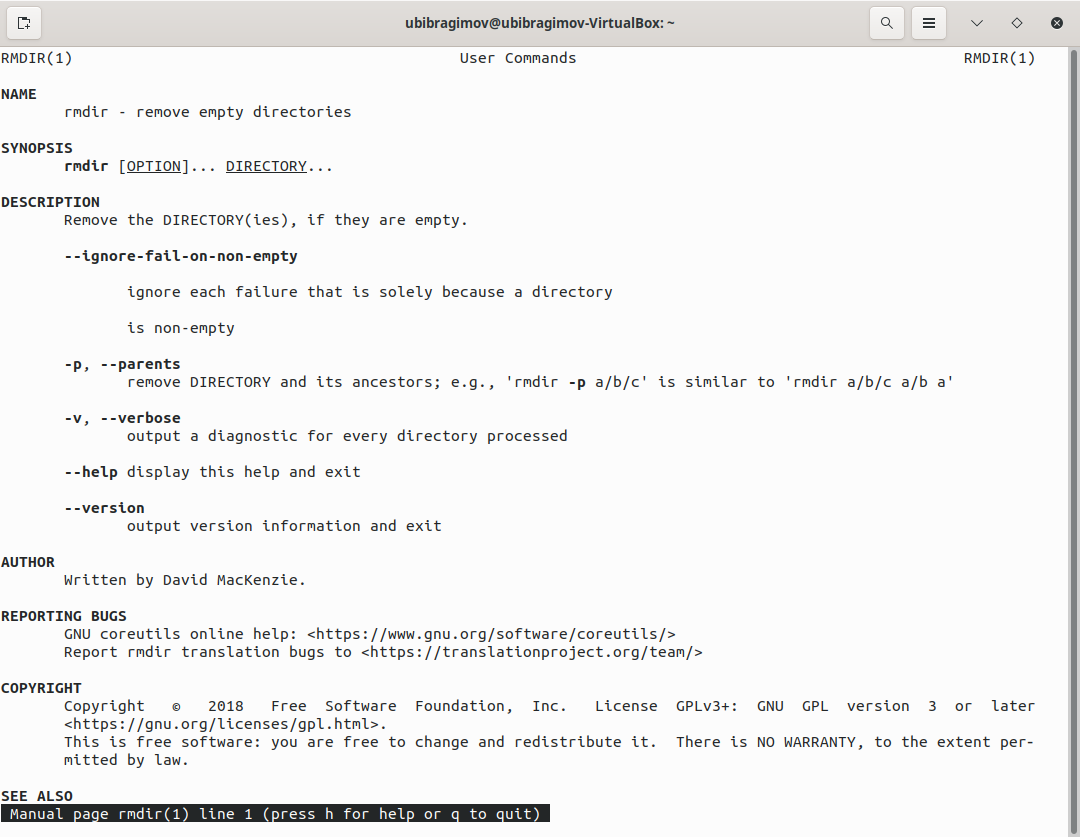 ubibragimov@ubibragimov-VirtualBox: ~
RMDIR(1) User Commands RMDIR(1)
NAME
rmdir - remove empty directories
SYNOPSIS
rmdir [OPTION]... DIRECTORY...
DESCRIPTION
Remove the DIRECTORY(ies), if they are empty.
--ignore-fail-on-non-empty
ignore each failure that is solely because a directory
is non-empty
-p, --parents
remove DIRECTORY and its ancestors; e.g., 'rmdir -p a/b/c' is similar to 'rmdir a/b/c a/b a'
-v, --verbose
output a diagnostic for every directory processed
--help display this help and exit
--version
output version information and exit
AUTHOR
Written by David MacKenzie.
REPORTING BUGS
GNU coreutils online help: <https://www.gnu.org/software/coreutils/>
Report rmdir translation bugs to <https://translationproject.org/team/>
COPYRIGHT
Copyright © 2018 Free Software Foundation, Inc. License GPLv3+: GNU GPL version 3 or later
<https://gnu.org/licenses/gpl.html>.
This is free software: you are free to change and redistribute it. There is NO WARRANTY, to the extent per-
mitted by law.
SEE ALSO
Manual page rmdir(1) line 1 (press h for help or q to quit)